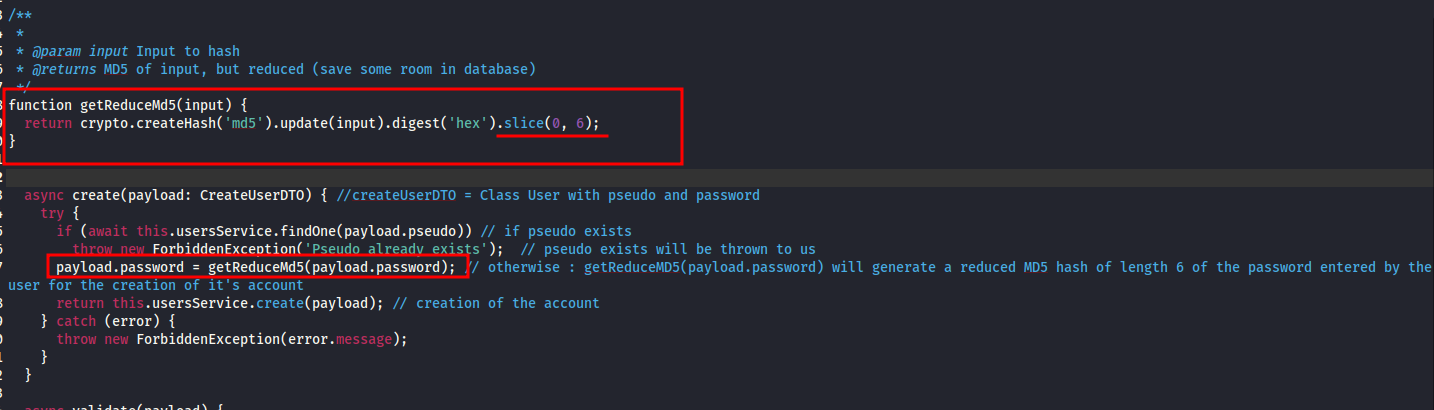 /**
*
* @param input Input to hash
* @returns MD5 of input, but reduced (save some room in database)
*/
function getReduceMd5(input) {
return crypto.createHash('md5').update(input).digest('hex').slice(0, 6);
}
async create(payload: CreateUserDTO) { //createUserDTO = Class User with pseudo and password
try {
if (await this.usersService.findOne(payload.pseudo)) // if pseudo exists
throw new ForbiddenException('Pseudo already exists'); // pseudo exists will be thrown to us
payload.password = getReduceMd5(payload.password); // otherwise : getReduceMD5(payload.password) will generate a reduced MD5 hash of length 6 of the password entered by the
user for the creation of it's account
return this.usersService.create(payload); // creation of the account
} catch (error) {
throw new ForbiddenException(error.message);
}
}
async validate(payload) {